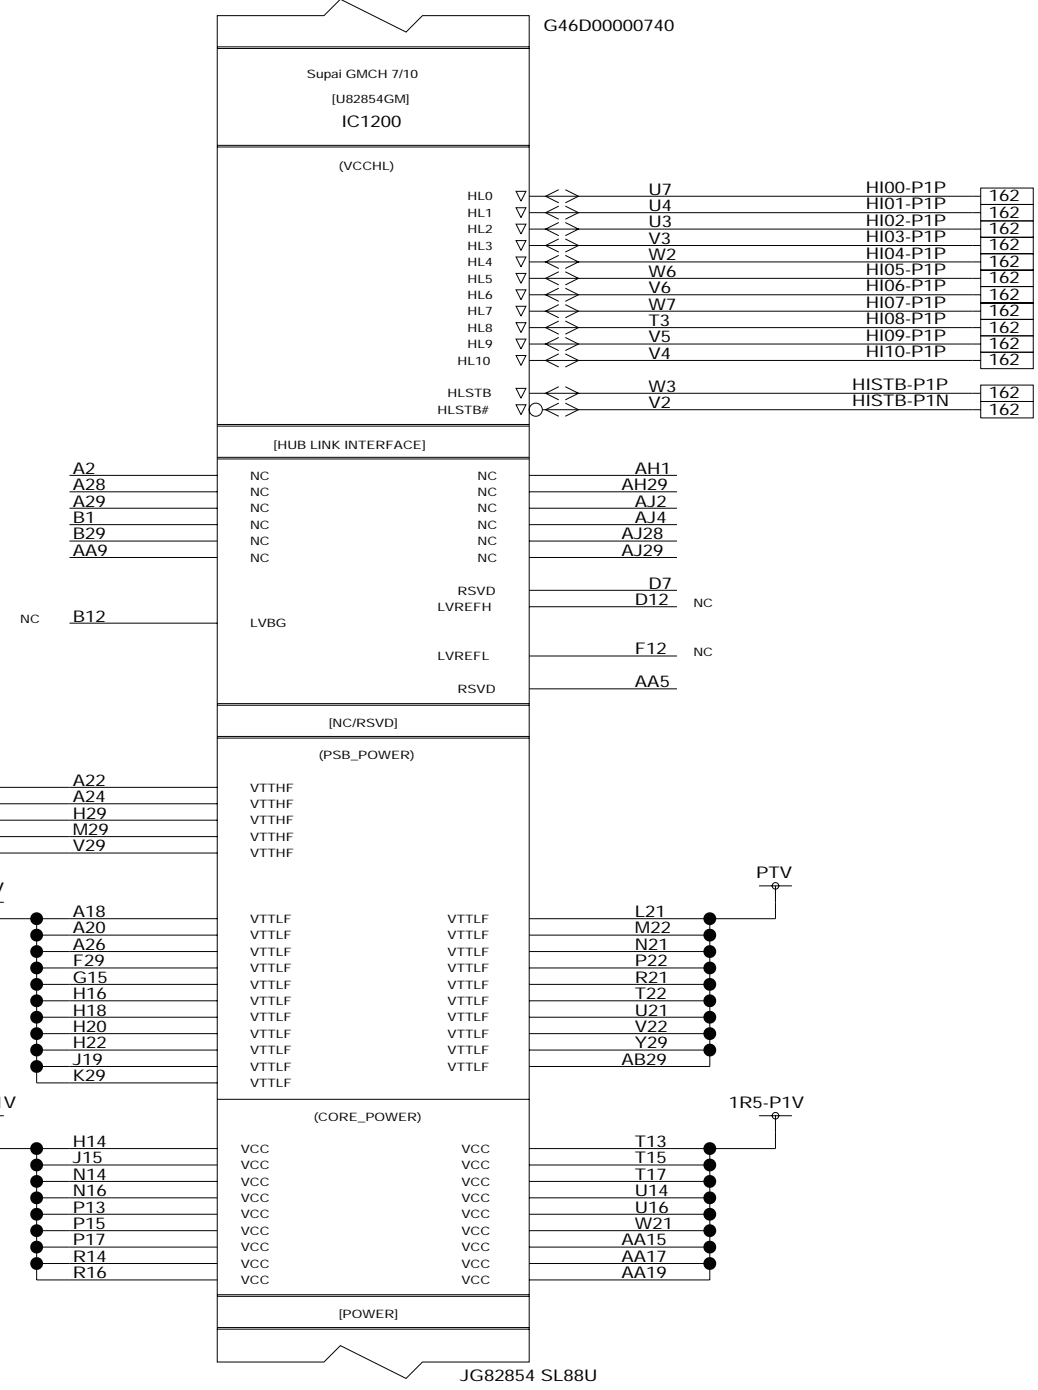 G46D00000740
Supai GMCH 7/10
[U82854GM]
IC1200
(VCCHL)
HL0 U7 HI00-P1P 162
HL1 U4 HI01-P1P 162
HL2 U3 HI02-P1P 162
HL3 V3 HI03-P1P 162
HL4 W2 HI04-P1P 162
HL5 W6 HI05-P1P 162
HL6 V6 HI06-P1P 162
HL7 W7 HI07-P1P 162
HL8 T3 HI08-P1P 162
HL9 V5 HI09-P1P 162
HL10 V4 HI10-P1P 162
HLSTB W3 HISTB-P1P 162
HLSTB# V2 HISTB-P1N 162
[HUB LINK INTERFACE]
A2 NC NC AH1
A28 NC NC AH29
A29 NC NC AJ2
B1 NC NC AJ4
B29 NC NC AJ28
AA9 NC NC AJ29
RSVD D7
LVREFH D12 NC
NC B12 LVBG
LVREFL F12 NC
RSVD AA5
[NC/RSVD]
(PSB_POWER)
A22 VTTHF
A24 VTTHF
H29 VTTHF
M29 VTTHF
V29 VTTHF
PTV
A18 VTTLF VTTLF L21
A20 VTTLF VTTLF M22
A26 VTTLF VTTLF N21
F29 VTTLF VTTLF P22
G15 VTTLF VTTLF R21
H16 VTTLF VTTLF T22
H18 VTTLF VTTLF U21
H20 VTTLF VTTLF V22
H22 VTTLF VTTLF Y29
J19 VTTLF VTTLF AB29
K29 VTTLF
V 1R5-P1V
(CORE_POWER)
H14 VCC VCC T13
J15 VCC VCC T15
N14 VCC VCC T17
N16 VCC VCC U14
P13 VCC VCC U16
P15 VCC VCC W21
P17 VCC VCC AA15
R14 VCC VCC AA17
R16 VCC VCC AA19
[POWER]
JG82854 SL88U